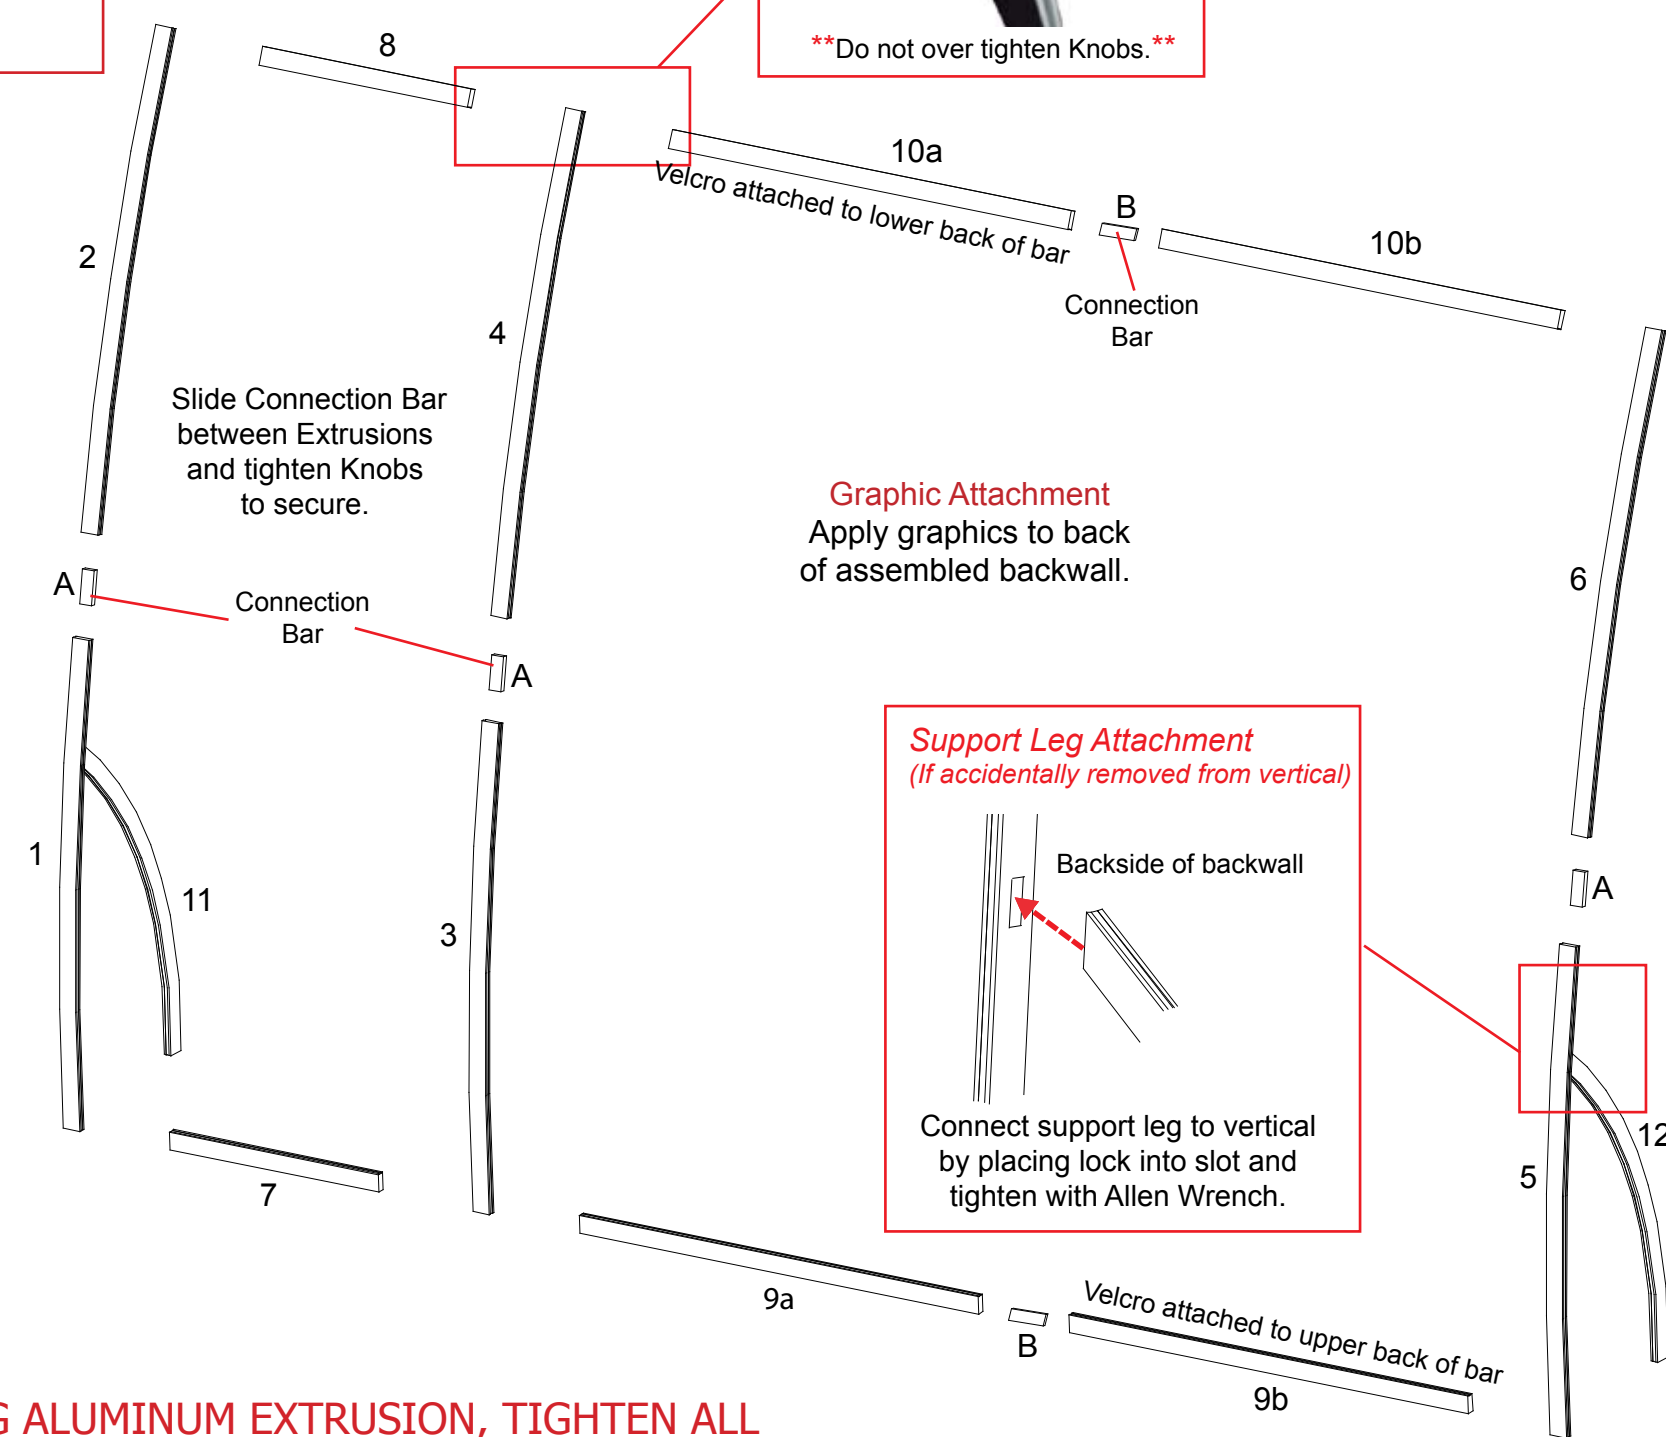 **Do not over tighten Knobs.**
8
10a
Velcro attached to lower back of bar
B
10b
2
Connection
Bar
4
Slide Connection Bar
between Extrusions
and tighten Knobs
to secure.
Graphic Attachment
Apply graphics to back
of assembled backwall.
6
A
Connection
Bar
A
Support Leg Attachment
(If accidentally removed from vertical)
Backside of backwall
A
1
11
3
Connect support leg to vertical
by placing lock into slot and
tighten with Allen Wrench.
12
5
7
9a
Velcro attached to upper back of bar
B
9b
G ALUMINUM EXTRUSION, TIGHTEN ALL